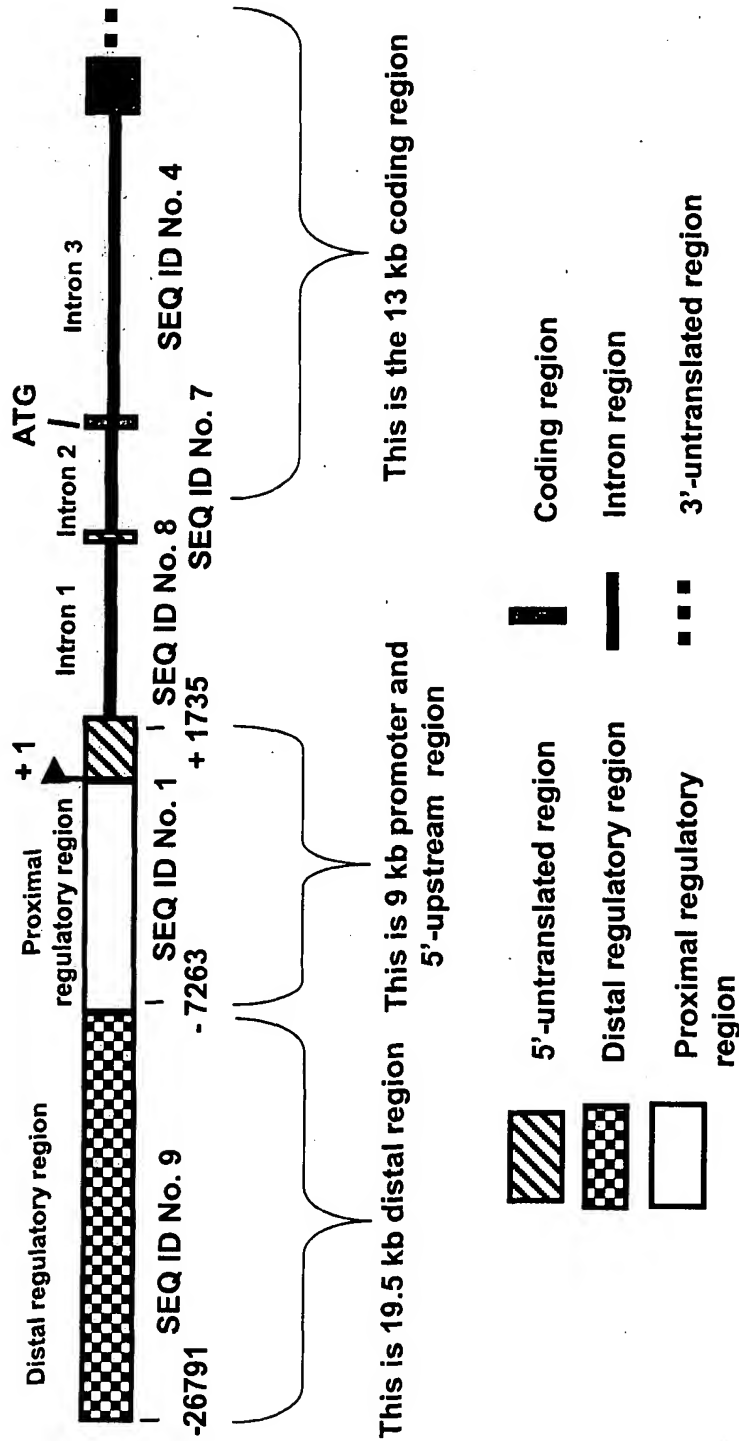 Distal regulatory region
Proximal
regulatory region
+ 1
Intron 1
Intron 2
ATG
Intron 3
SEQ ID No. 9
SEQ ID No. 1
SEQ ID No. 8
SEQ ID No. 7
SEQ ID No. 4
-26791
- 7263
+ 1735
This is 19.5 kb distal region
This is 9 kb promoter and
5'-upstream region
This is the 13 kb coding region
5'-untranslated region
Distal regulatory region
Proximal regulatory
region
Coding region
Intron region
3'-untranslated region